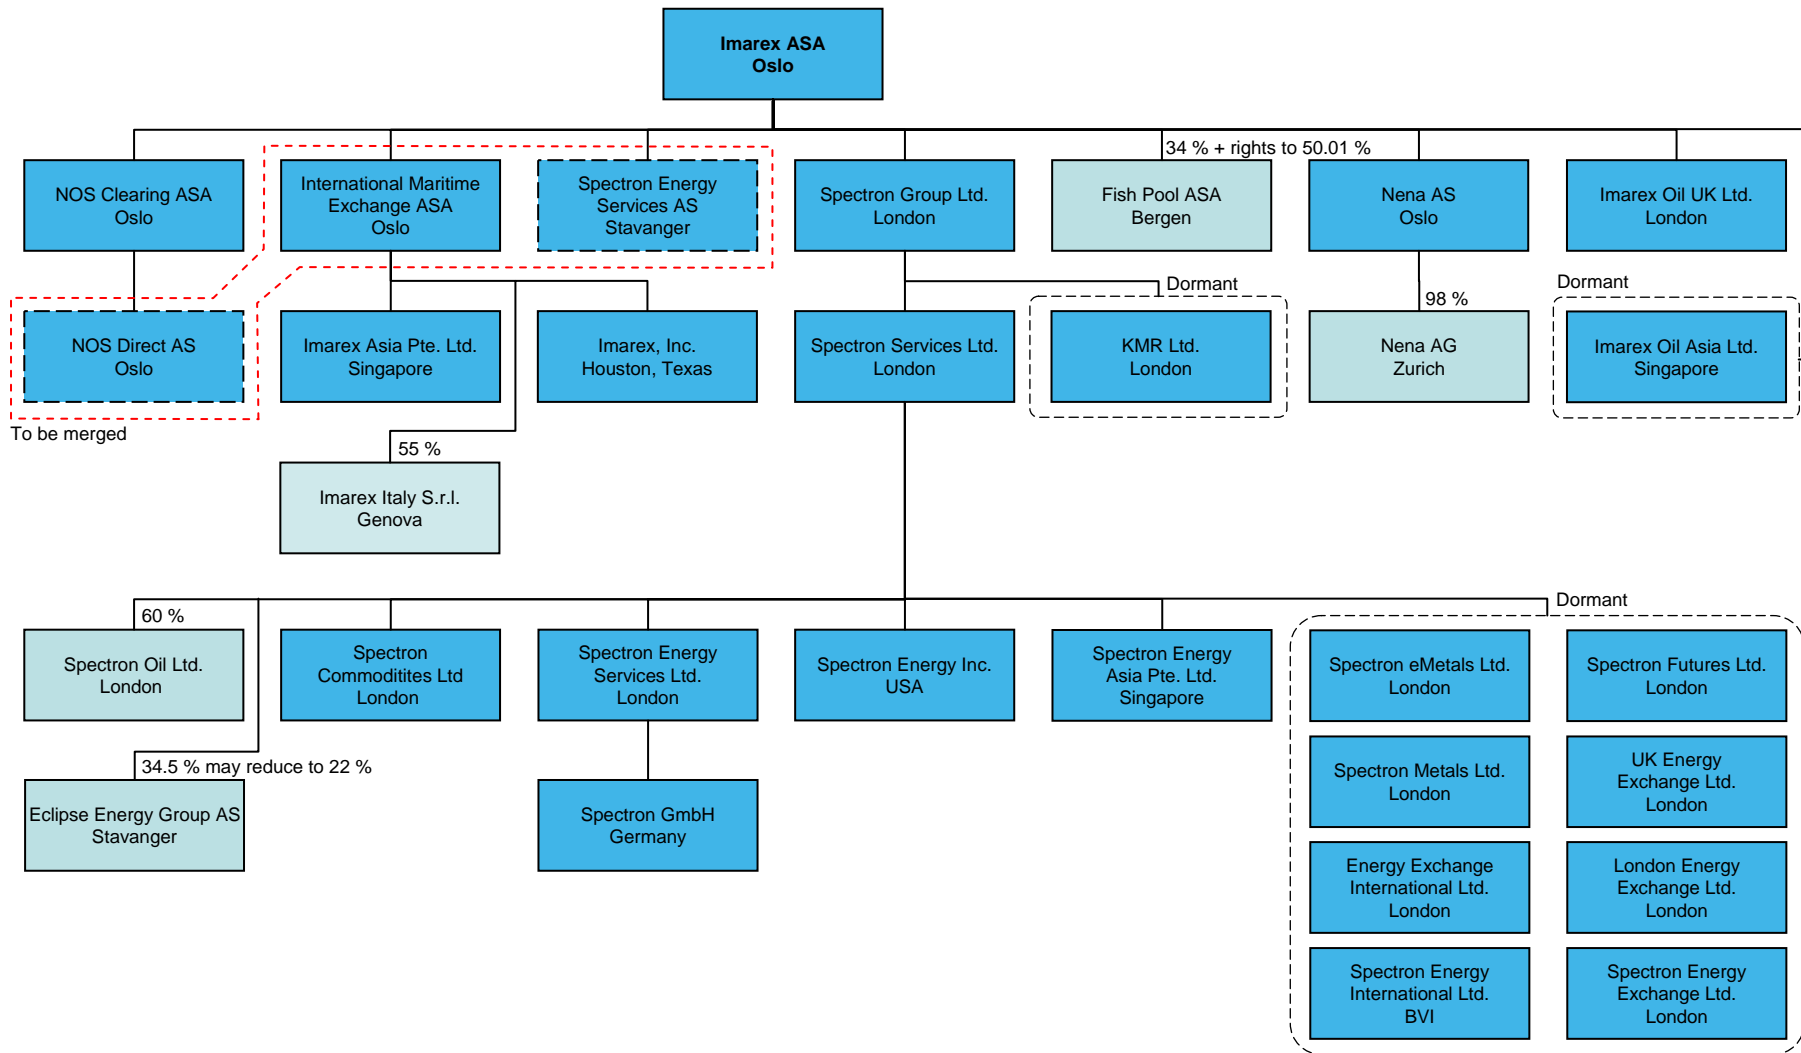 Imarex ASA
Oslo
34 % + rights to 50.01 %
NOS Clearing ASA
Oslo
International Maritime
Exchange ASA
Oslo
Spectron Energy
Services AS
Stavanger
Spectron Group Ltd.
London
Fish Pool ASA
Bergen
Nena AS
Oslo
Imarex Oil UK Ltd.
London
Dormant
98 %
Dormant
NOS Direct AS
Oslo
Imarex Asia Pte. Ltd.
Singapore
Imarex, Inc.
Houston, Texas
Spectron Services Ltd.
London
KMR Ltd.
London
Nena AG
Zurich
Imarex Oil Asia Ltd.
Singapore
To be merged
55 %
Imarex Italy S.r.l.
Genova
60 %
Dormant
Spectron Oil Ltd.
London
Spectron
Commoditites Ltd
London
Spectron Energy
Services Ltd.
London
Spectron Energy Inc.
USA
Spectron Energy
Asia Pte. Ltd.
Singapore
Spectron eMetals Ltd.
London
Spectron Futures Ltd.
London
34.5 % may reduce to 22 %
Eclipse Energy Group AS
Stavanger
Spectron GmbH
Germany
Spectron Metals Ltd.
London
UK Energy
Exchange Ltd.
London
Energy Exchange
International Ltd.
London
London Energy
Exchange Ltd.
London
Spectron Energy
International Ltd.
BVI
Spectron Energy
Exchange Ltd.
London